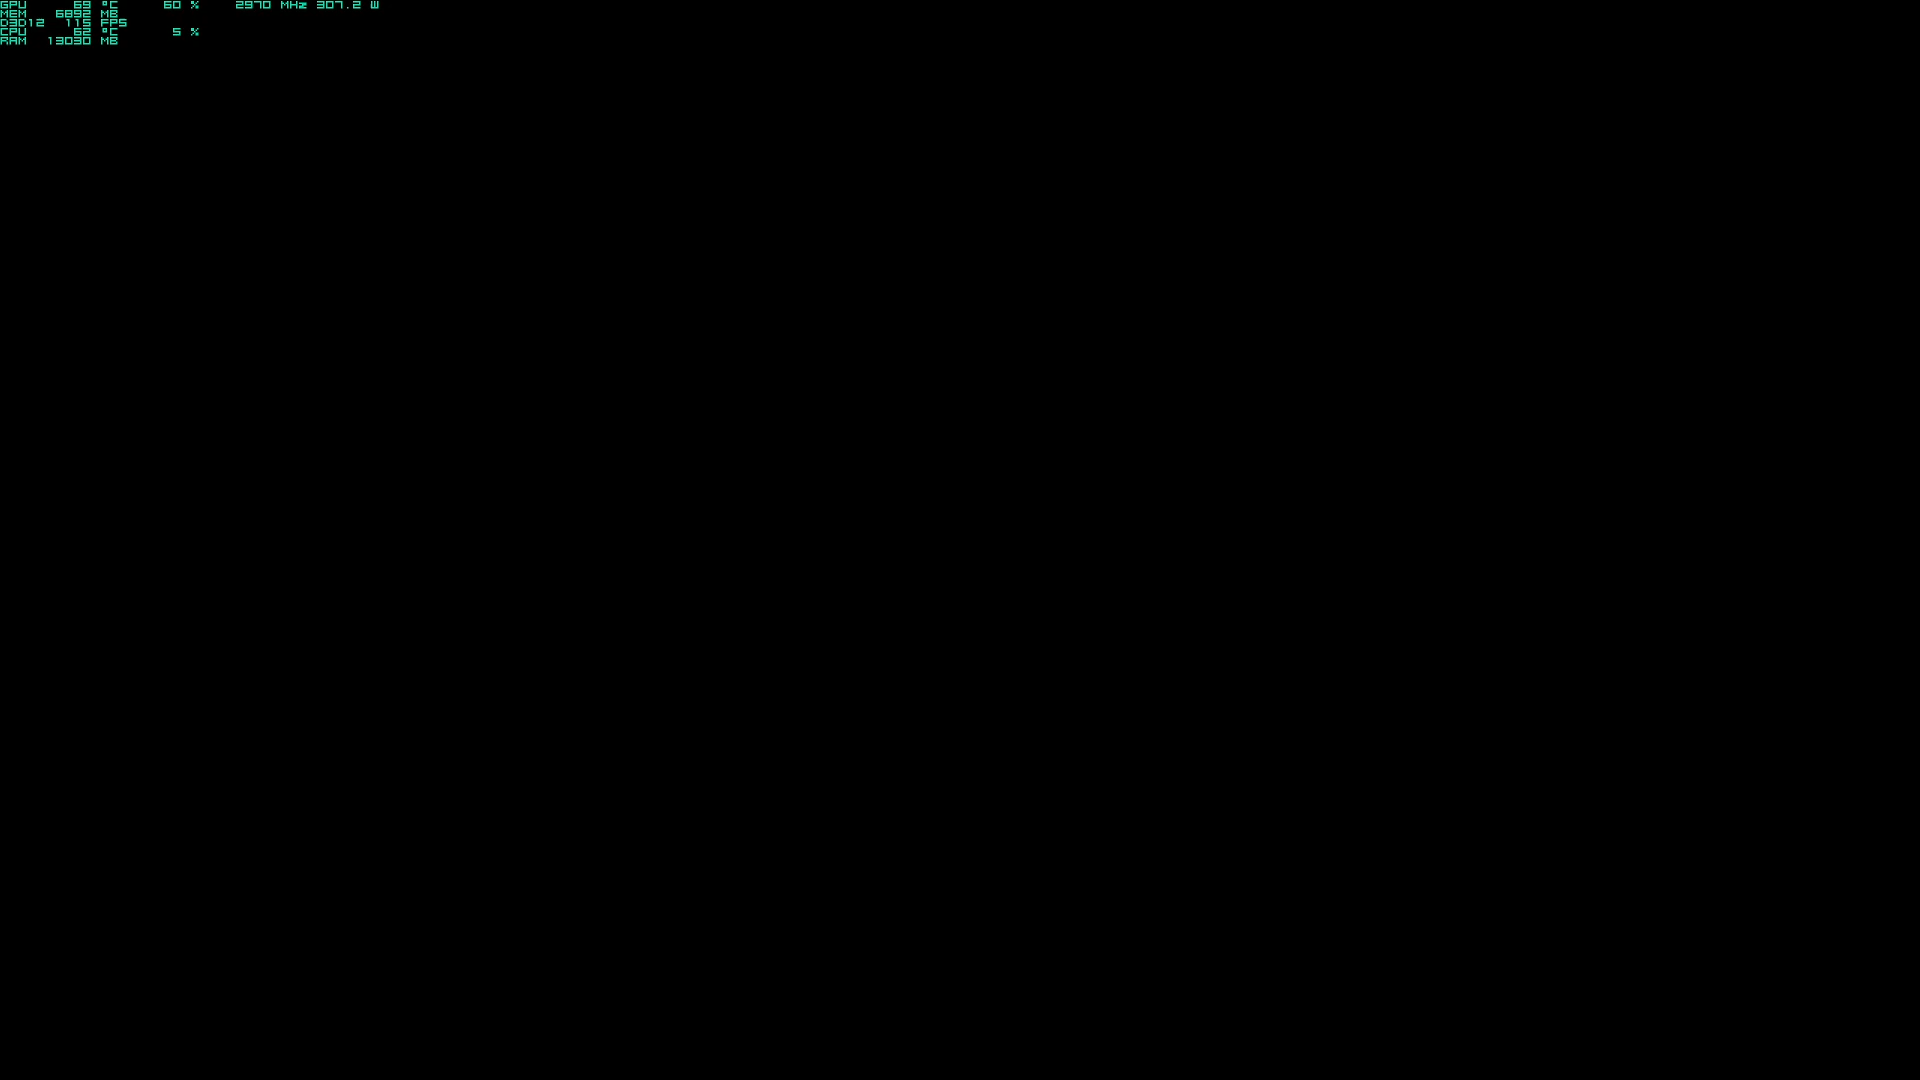 GPU 69 °C 60 % 2970 MHz 307.2 W
MEM 6892 MB
D3D12 115 FPS
CPU 62 °C 5 %
RAM 13030 MB